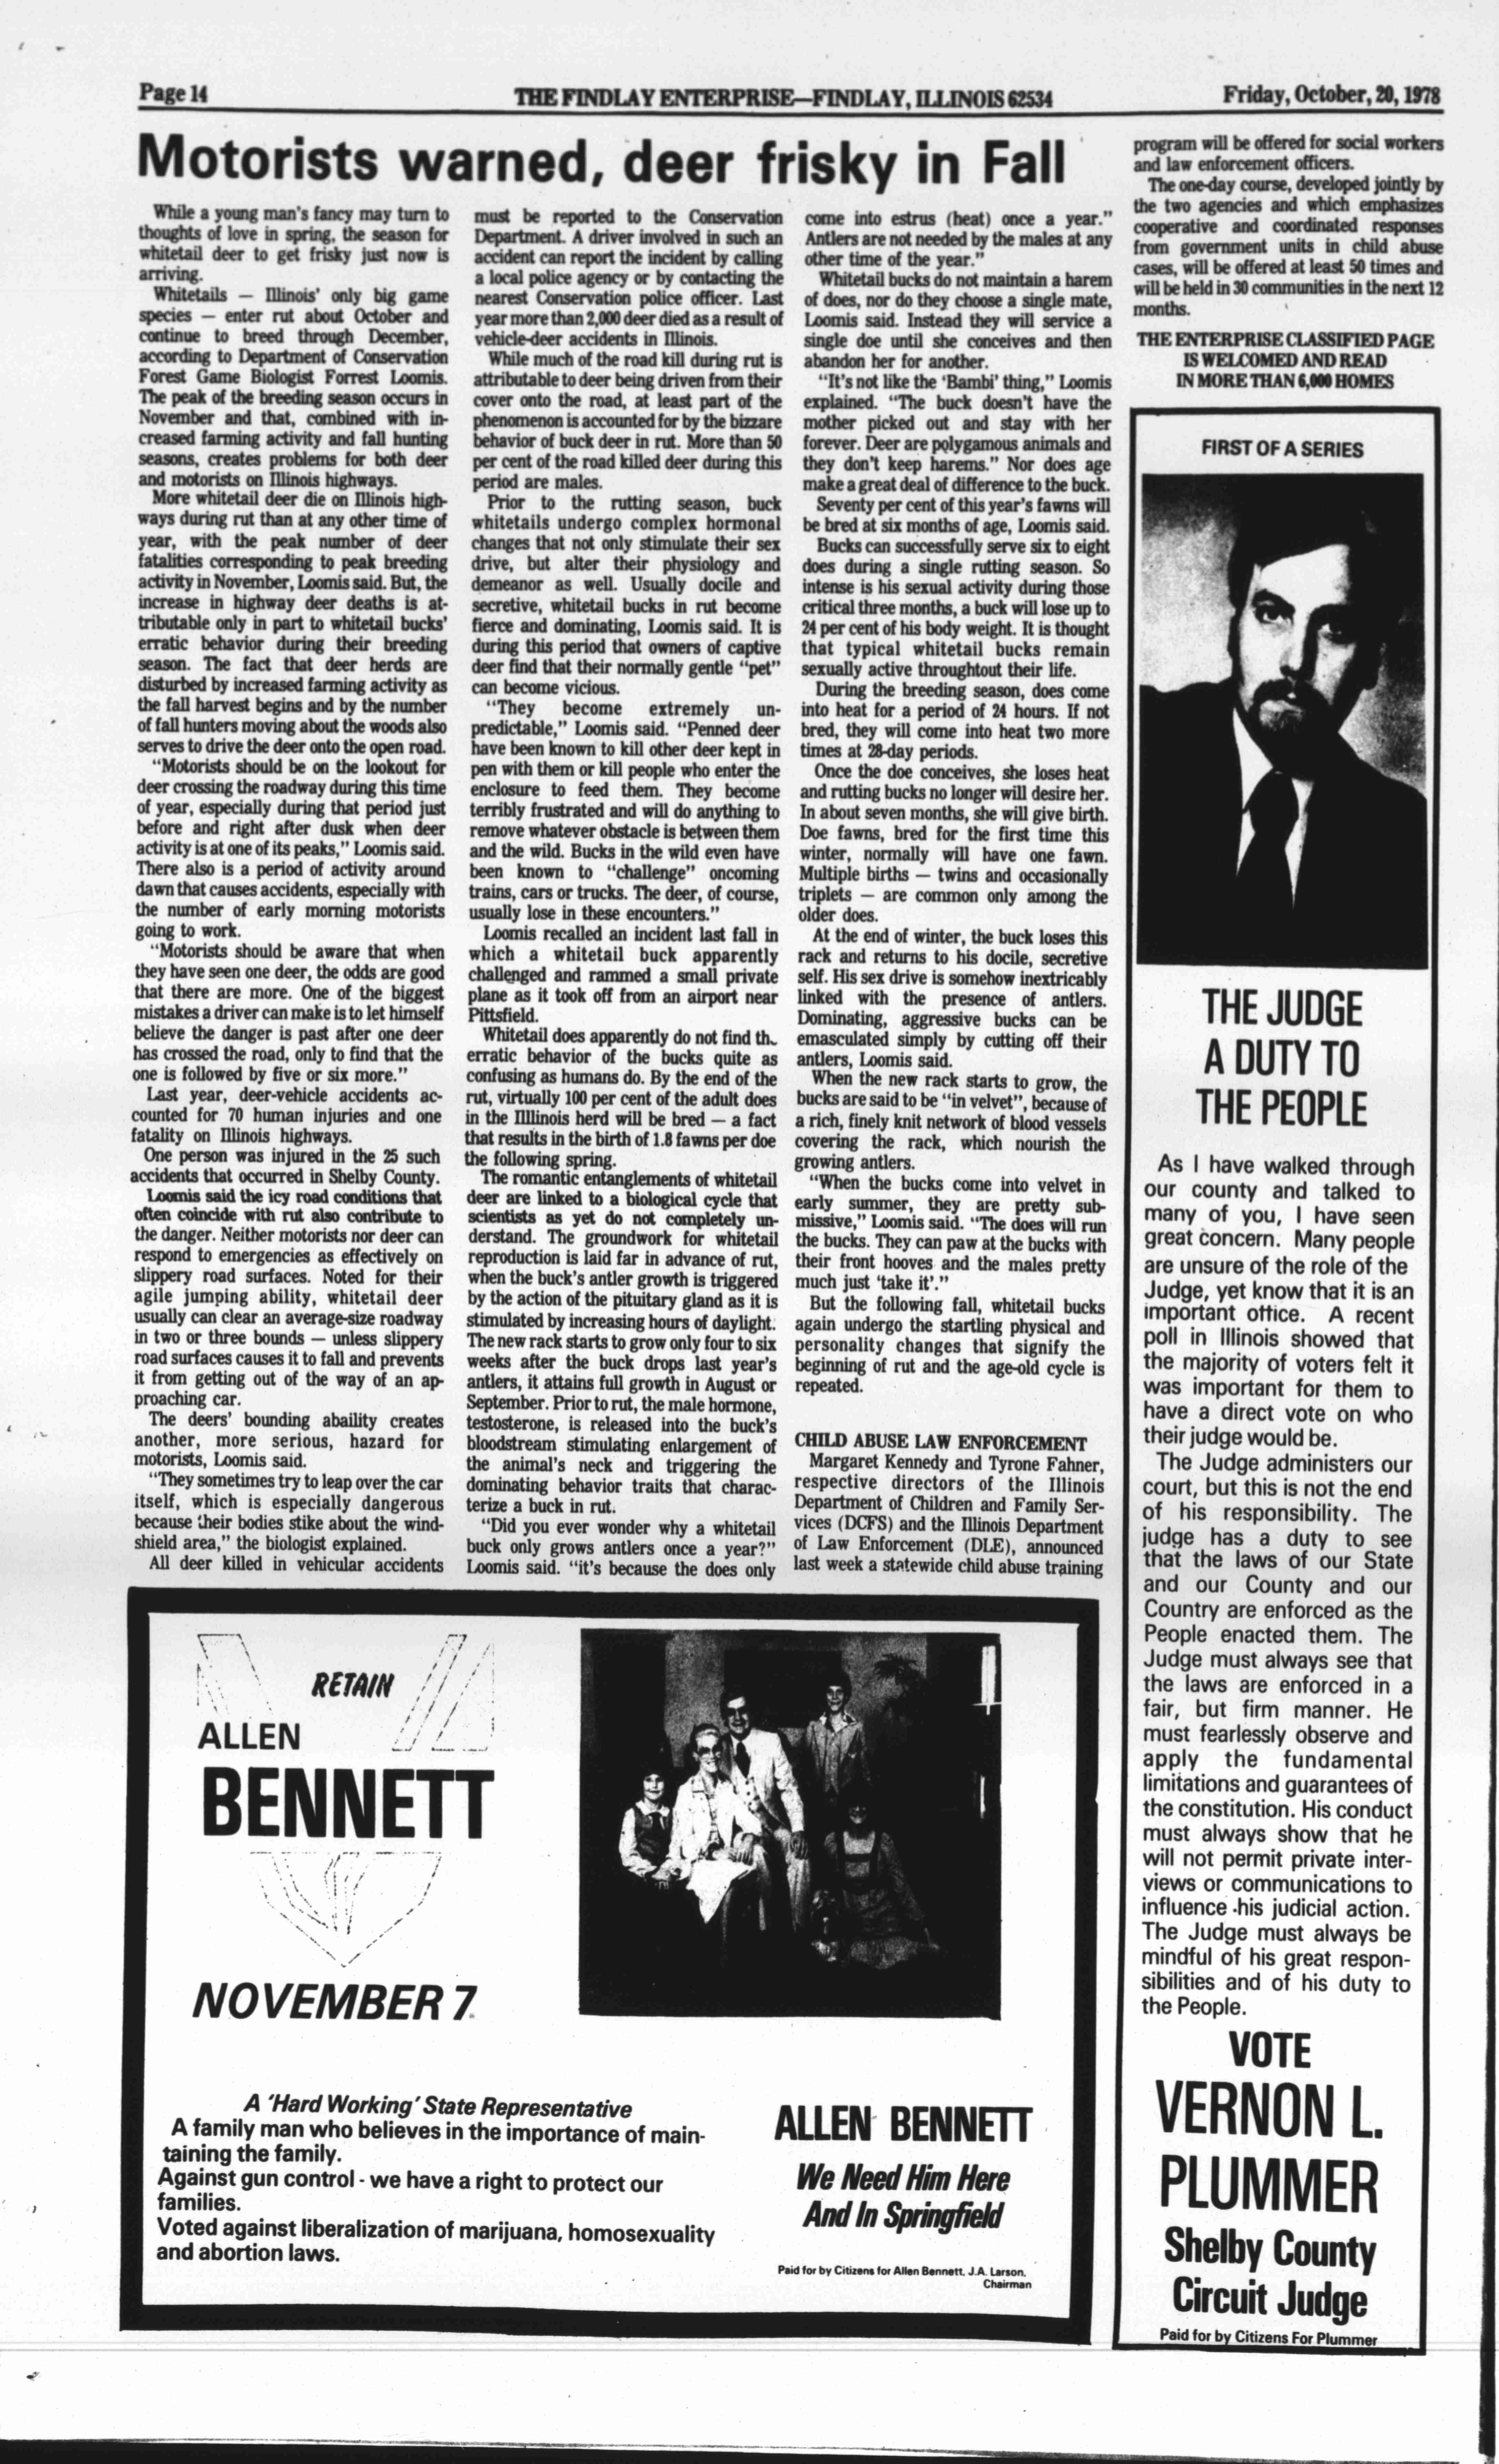 Page 14
THE FINDLAY ENTERPRISE—FINDLAY, ILLINOIS 62534
Friday, October, 20, 1978
Motorists warned, deer frisky in Fall
While a young man's fancy may turn to
thoughts of love in spring, the season for
whitetail deer to get frisky just now is
arriving.
Whitetails — Illinois' only big game
species — enter rut about October and
continue to breed through December,
according to Department of Conservation
Forest Game Biologist Forrest Loomis.
The peak of the breeding season occurs in
November and that, combined with in-
creased farming activity and fall hunting
seasons, creates problems for both deer
and motorists on Illinois highways.
More whitetail deer die on Illinois high-
ways during rut than at any other time of
year, with the peak number of deer
fatalities corresponding to peak breeding
activity in November, Loomis said. But, the
increase in highway deer deaths is at-
tributable only in part to whitetail bucks'
erratic behavior during their breeding
season. The fact that deer herds are
disturbed by increased farming activity as
the fall harvest begins and by the number
of fall hunters moving about the woods also
serves to drive the deer onto the open road.
"Motorists should be on the lookout for
deer crossing the roadway during this time
of year, especially during that period just
before and right after dusk when deer
activity is at one of its peaks," Loomis said.
There also is a period of activity around
dawn that causes accidents, especially with
the number of early morning motorists
going to work.
"Motorists should be aware that when
they have seen one deer, the odds are good
that there are more. One of the biggest
mistakes a driver can make is to let himself
believe the danger is past after one deer
has crossed the road, only to find that the
one is followed by five or six more."
Last year, deer-vehicle accidents ac-
counted for 70 human injuries and one
fatality on Illinois highways.
One person was injured in the 25 such
accidents that occurred in Shelby County.
Loomis said the icy road conditions that
often coincide with rut also contribute to
the danger. Neither motorists nor deer can
respond to emergencies as effectively on
slippery road surfaces. Noted for their
agile jumping ability, whitetail deer
usually can clear an average-size roadway
in two or three bounds — unless slippery
road surfaces causes it to fall and prevents
it from getting out of the way of an ap-
proaching car.
The deers' bounding abaility creates
another, more serious, hazard for
motorists, Loomis said.
"They sometimes try to leap over the car
itself, which is especially dangerous
because their bodies stike about the wind-
shield area," the biologist explained.
All deer killed in vehicular accidents
must be reported to the Conservation
Department. A driver involved in such an
accident can report the incident by calling
a local police agency or by contacting the
nearest Conservation police officer. Last
year more than 2,000 deer died as a result of
vehicle-deer accidents in Illinois.
While much of the road kill during rut is
attributable to deer being driven from their
cover onto the road, at least part of the
phenomenon is accounted for by the bizzare
behavior of buck deer in rut. More than 50
per cent of the road killed deer during this
period are males.
Prior to the rutting season, buck
whitetails undergo complex hormonal
changes that not only stimulate their sex
drive, but alter their physiology and
demeanor as well. Usually docile and
secretive, whitetail bucks in rut become
fierce and dominating, Loomis said. It is
during this period that owners of captive
deer find that their normally gentle "pet"
can become vicious.
"They become extremely un-
predictable," Loomis said. "Penned deer
have been known to kill other deer kept in
pen with them or kill people who enter the
enclosure to feed them. They become
terribly frustrated and will do anything to
remove whatever obstacle is between them
and the wild. Bucks in the wild even have
been known to "challenge" oncoming
trains, cars or trucks. The deer, of course,
usually lose in these encounters."
Loomis recalled an incident last fall in
which a whitetail buck apparently
challenged and rammed a small private
plane as it took off from an airport near
Pittsfield.
Whitetail does apparently do not find th
erratic behavior of the bucks quite as
confusing as humans do. By the end of the
rut, virtually 100 per cent of the adult does
in the Illlinois herd will be bred — a fact
that results in the birth of 1.8 fawns per doe
the following spring.
The romantic entanglements of whitetail
deer are linked to a biological cycle that
scientists as yet do not completely un-
derstand. The groundwork for whitetail
reproduction is laid far in advance of rut,
when the buck's antler growth is triggered
by the action of the pituitary gland as it is
stimulated by increasing hours of daylight.
The new rack starts to grow only four to six
weeks after the buck drops last year's
antlers, it attains full growth in August or
September. Prior to rut, the male hormone,
testosterone, is released into the buck's
bloodstream stimulating enlargement of
the animal's neck and triggering the
dominating behavior traits that charac-
terize a buck in rut.
"Did you ever wonder why a whitetail
buck only grows antlers once a year?"
Loomis said. "it's because the does only
come into estrus (heat) once a year."
Antlers are not needed by the males at any
other time of the year."
Whitetail bucks do not maintain a harem
of does, nor do they choose a single mate,
Loomis said. Instead they will service a
single doe until she conceives and then
abandon her for another.
"It's not like the 'Bambi' thing," Loomis
explained. "The buck doesn't have the
mother picked out and stay with her
forever. Deer are polygamous animals and
they don't keep harems." Nor does age
make a great deal of difference to the buck.
Seventy per cent of this year's fawns will
be bred at six months of age, Loomis said.
Bucks can successfully serve six to eight
does during a single rutting season. So
intense is his sexual activity during those
critical three months, a buck will lose up to
24 per cent of his body weight. It is thought
that typical whitetail bucks remain
sexually active throughtout their life.
During the breeding season, does come
into heat for a period of 24 hours. If not
bred, they will come into heat two more
times at 28-day periods.
Once the doe conceives, she loses heat
and rutting bucks no longer will desire her.
In about seven months, she will give birth.
Doe fawns, bred for the first time this
winter, normally will have one fawn.
Multiple births — twins and occasionally
triplets — are common only among the
older does.
At the end of winter, the buck loses this
rack and returns to his docile, secretive
self. His sex drive is somehow inextricably
linked with the presence of antlers.
Dominating, aggressive bucks can be
emasculated simply by cutting off their
antlers, Loomis said.
When the new rack starts to grow, the
bucks are said to be "in velvet", because of
a rich, finely knit network of blood vessels
covering the rack, which nourish the
growing antlers.
"When the bucks come into velvet in
early summer, they are pretty sub-
missive," Loomis said. "The does will run
the bucks. They can paw at the bucks with
their front hooves and the males pretty
much just 'take it'."
But the following fall, whitetail bucks
again undergo the startling physical and
personality changes that signify the
beginning of rut and the age-old cycle is
repeated.
CHILD ABUSE LAW ENFORCEMENT
Margaret Kennedy and Tyrone Fahner,
respective directors of the Illinois
Department of Children and Family Ser-
vices (DCFS) and the Illinois Department
of Law Enforcement (DLE), announced
last week a statewide child abuse training
program will be offered for social workers
and law enforcement officers.
The one-day course, developed jointly by
the two agencies and which emphasizes
cooperative and coordinated responses
from government units in child abuse
cases, will be offered at least 50 times and
will be held in 30 communities in the next 12
months.
THE ENTERPRISE CLASSIFIED PAGE
IS WELCOMED AND READ
IN MORE THAN 6,000 HOMES
FIRST OF A SERIES
THE JUDGE
A DUTY TO
THE PEOPLE
As I have walked through
our county and talked to
many of you, I have seen
great concern. Many people
are unsure of the role of the
Judge, yet know that it is an
important office. A recent
poll in Illinois showed that
the majority of voters felt it
was important for them to
have a direct vote on who
their judge would be.
The Judge administers our
court, but this is not the end
of his responsibility. The
judge has a duty to see
that the laws of our State
and our County and our
Country are enforced as the
People enacted them. The
Judge must always see that
the laws are enforced in a
fair, but firm manner. He
must fearlessly observe and
apply the fundamental
limitations and guarantees of
the constitution. His conduct
must always show that he
will not permit private inter-
views or communications to
influence his judicial action.
The Judge must always be
mindful of his great respon-
sibilities and of his duty to
the People.
VOTE
VERNON L.
PLUMMER
Shelby County
Circuit Judge
Paid for by Citizens For Plummer
RETAIN
ALLEN
BENNETT
NOVEMBER 7
A 'Hard Working' State Representative
A family man who believes in the importance of main-
taining the family.
Against gun control - we have a right to protect our
families.
Voted against liberalization of marijuana, homosexuality
and abortion laws.
ALLEN BENNETT
We Need Him Here
And In Springfield
Paid for by Citizens for Allen Bennett, J.A. Larson,
Chairman